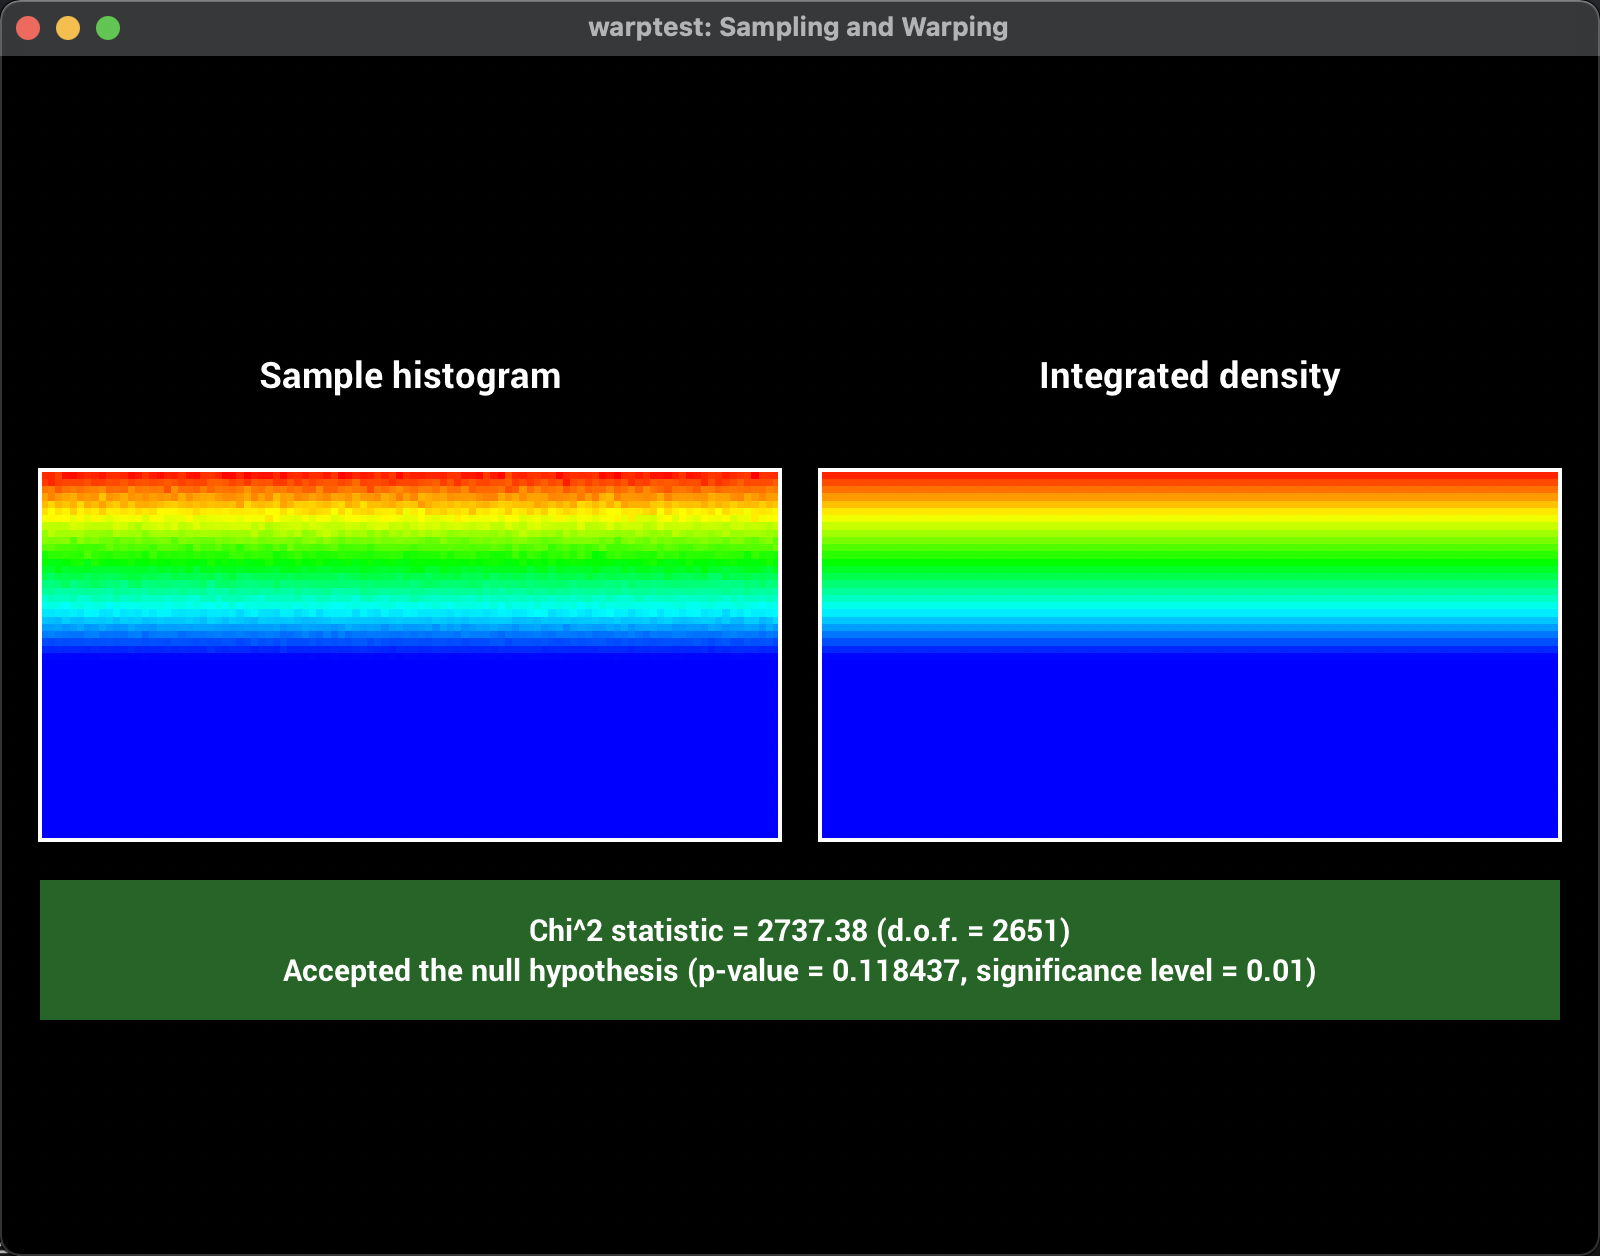 warptest: Sampling and Warping
Sample histogram
Integrated density
Chi^2 statistic = 2737.38 (d.o.f. = 2651)
Accepted the null hypothesis (p-value = 0.118437, significance level = 0.01)